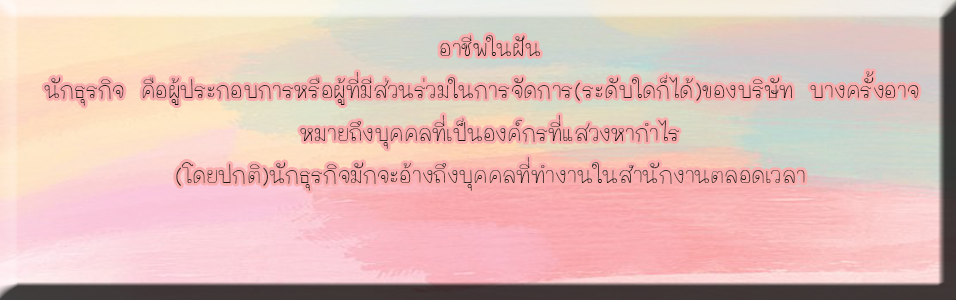 อาชีพในฝัน
นักธุรกิจ คือผู้ประกอบการหรือผู้ที่มีส่วนร่วมในการจัดการ(ระดับใดก็ได้)ของบริษัท บางครั้งอาจ
หมายถึงบุคคลที่เป็นองค์กรที่แสวงหากำไร
(โดยปกติ)นักธุรกิจมักจะอ้างถึงบุคคลที่ทำงานในสำนักงานตลอดเวลา